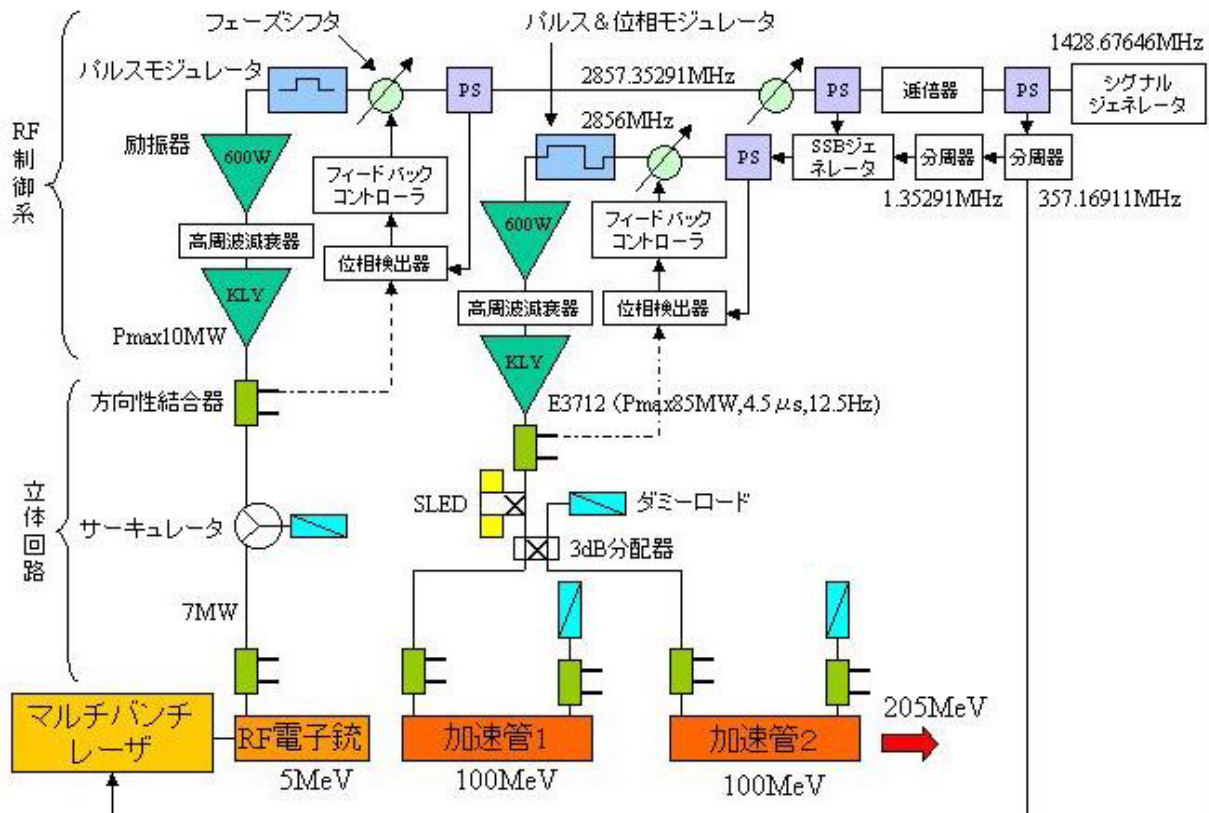 フェーズシフタ
パルス&位相モジュレータ
1428.67646MHz
パルスモジュレータ
PS
2857.35291MHz
PS
逓倍器
PS
シグナル
ジェネレータ
RF制御系
励振器
600W
2856MHz
PS
SSBジェ
ネレータ
分周器
分周器
フィードバック
コントローラ
1.35291MHz
357.16911MHz
600W
フィードバック
コントローラ
高周波減衰器
位相検出器
KLY
高周波減衰器
位相検出器
Pmax10MW
KLY
方向性結合器
E3712(Pmax85MW,4.5μs,12.5Hz)
立体回路
SLED
ダミーロード
サーキュレータ
3dB分配器
7MW
マルチバンチ
レーザ
RF電子銃
加速管1
加速管2
205MeV
5MeV
100MeV
100MeV